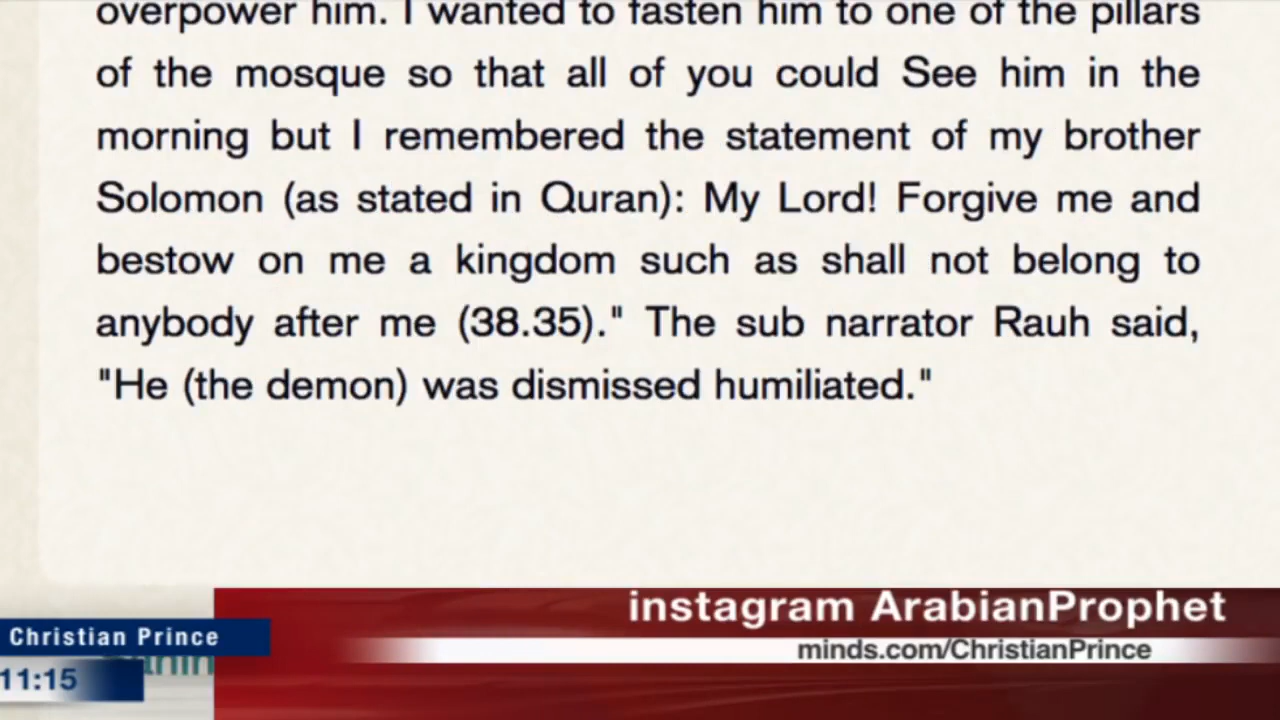 overpower him. I wanted to fasten him to one of the pillars
of the mosque so that all of you could See him in the
morning but I remembered the statement of my brother
Solomon (as stated in Quran): My Lord! Forgive me and
bestow on me a kingdom such as shall not belong to
anybody after me (38.35)." The sub narrator Rauh said,
"He (the demon) was dismissed humiliated."
instagram ArabianProphet
Christian Prince
minds.com/ChristianPrince
11:15